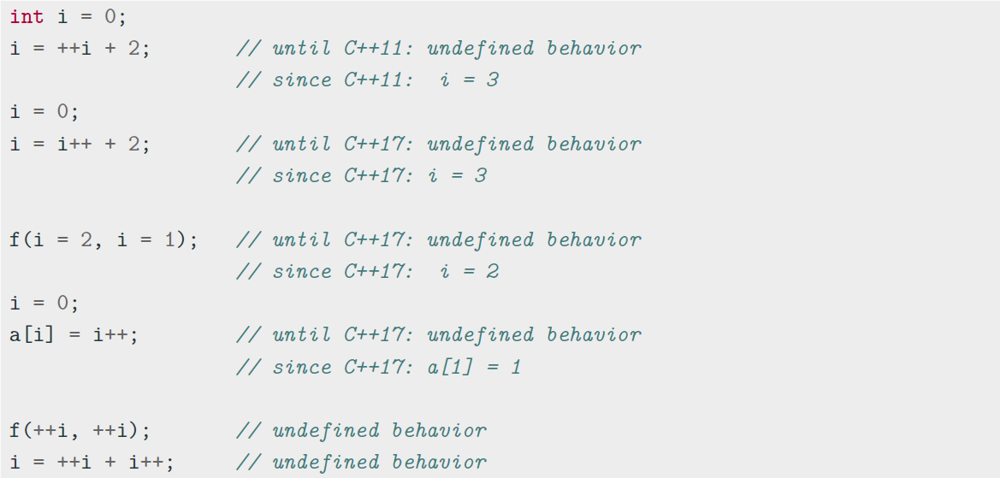 int i = 0;
i = ++i + 2;       // until C++11: undefined behavior
                   // since C++11:  i = 3
i = 0;
i = i++ + 2;       // until C++17: undefined behavior
                   // since C++17: i = 3

f(i = 2, i = 1);   // until C++17: undefined behavior
                   // since C++17:  i = 2
i = 0;
a[i] = i++;        // until C++17: undefined behavior
                   // since C++17: a[1] = 1

f(++i, ++i);       // undefined behavior
i = ++i + i++;     // undefined behavior